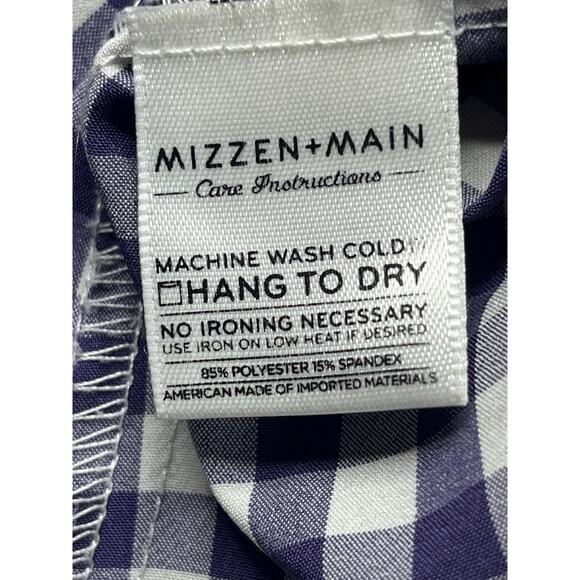 MIZZEN+MAIN
Care Instructions
MACHINE WASH COLD
HANG TO DRY
NO IRONING NECESSARY
USE IRON ON LOW HEAT IF DESIRED
85% POLYESTER 15% SPANDEX
AMERICAN MADE OF IMPORTED MATERIALS